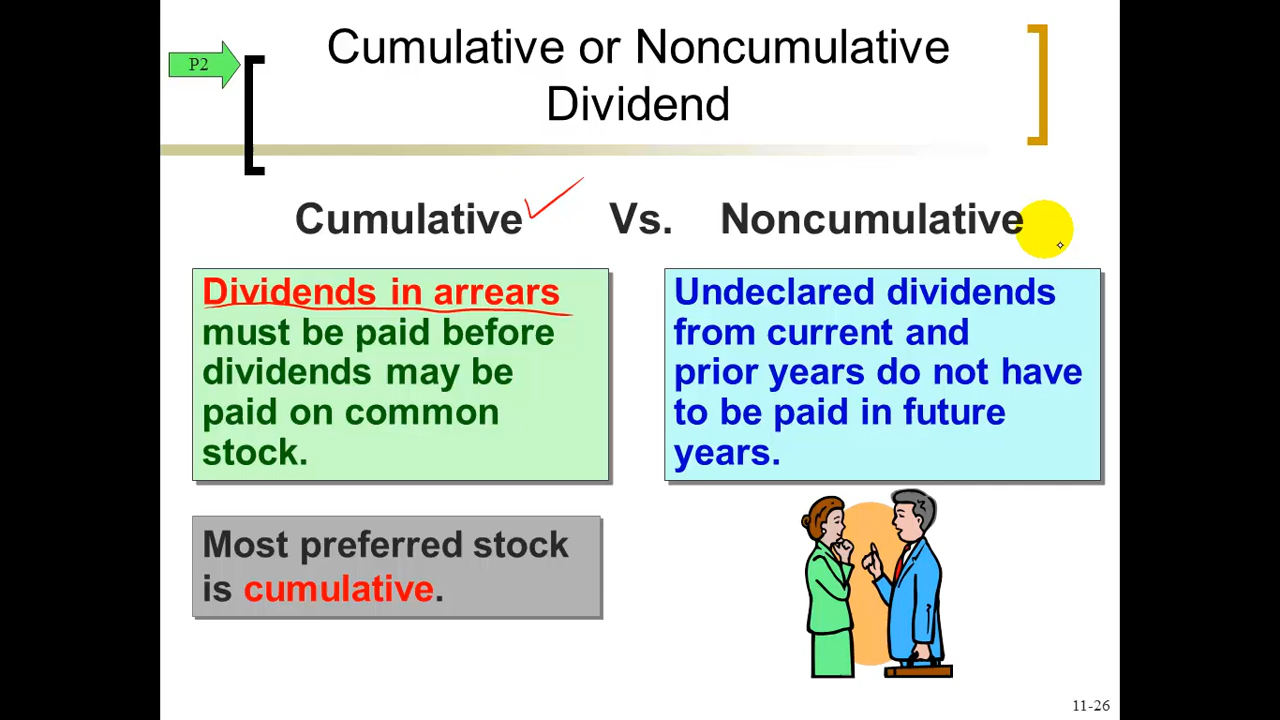 P2
Cumulative or Noncumulative
Dividend
Cumulative Vs. Noncumulative
Dividends in arrears
must be paid before
dividends may be
paid on common
stock.
Undeclared dividends
from current and
prior years do not have
to be paid in future
years.
Most preferred stock
is cumulative.
11-26